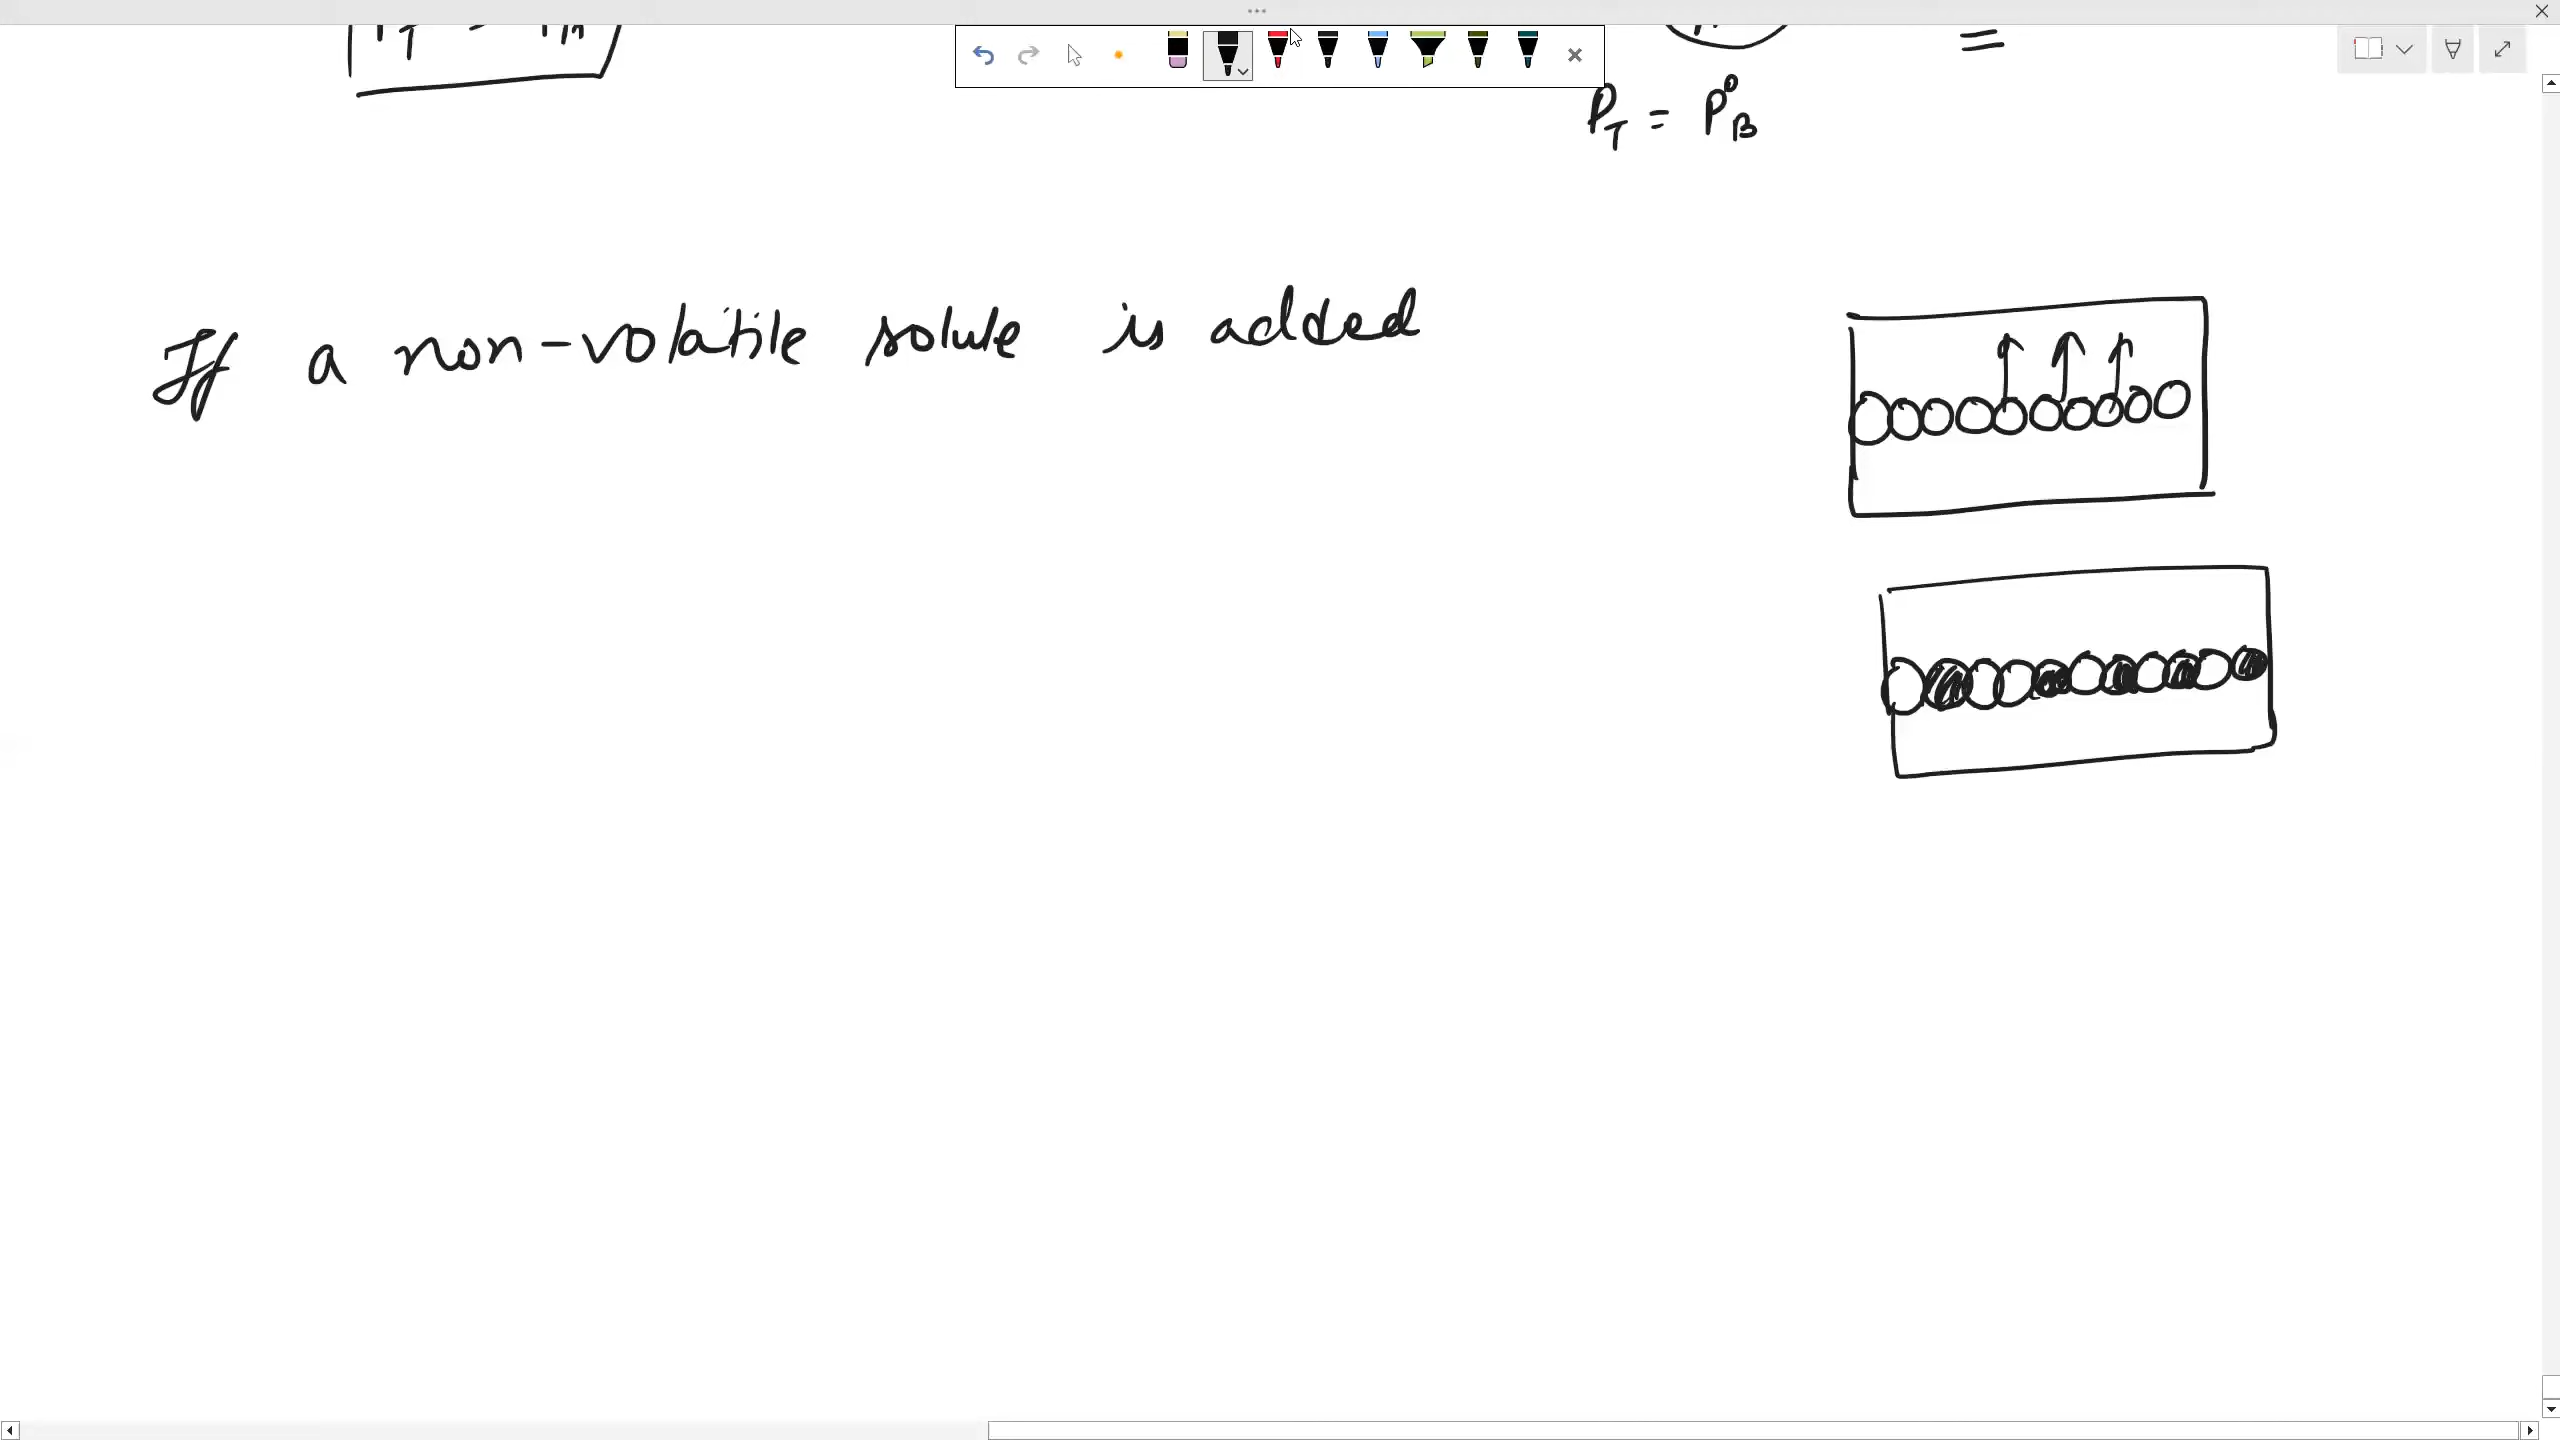 P_T = P°_B
If a non-volatile solute is added